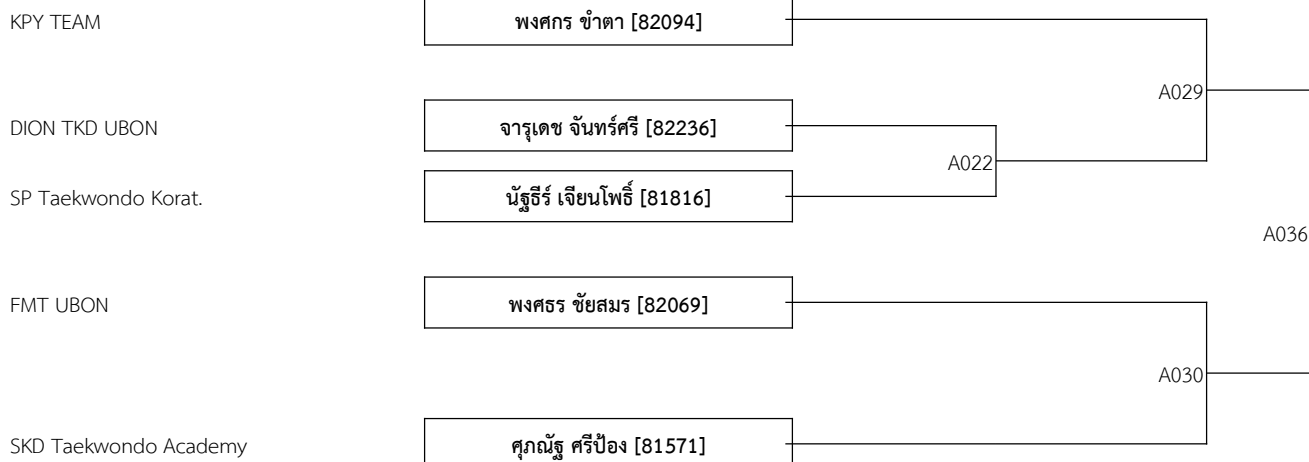 KPY TEAM พงศกร ขำตา [82094]
A029
DION TKD UBON จารุเดช จันทร์ศรี [82236]
A022
SP Taekwondo Korat. นัฐธีร์ เจียนโพธิ์ [81816]
A036
FMT UBON พงศธร ชัยสมร [82069]
A030
SKD Taekwondo Academy ศุภณัฐ ศรีป้อง [81571]